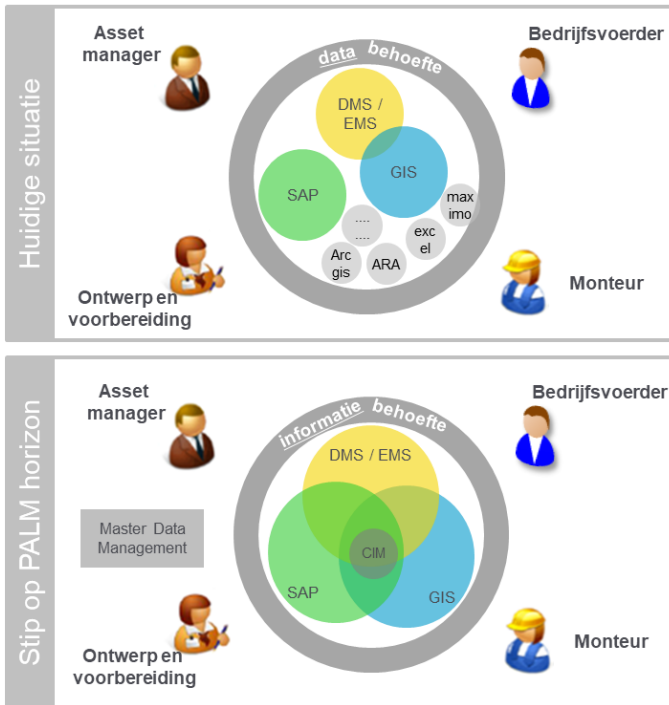 Huidige situatie
Asset
manager
Bedrijfsvoerder
data behoefte
DMS /
EMS
GIS
SAP
max
imo
....
....
exc
el
Arc
gis
ARA
Ontwerp en
voorbereiding
Monteur
Stip op PALM horizon
Asset
manager
Bedrijfsvoerder
informatie behoefte
DMS / EMS
Master Data
Management
CIM
SAP
GIS
Ontwerp en
voorbereiding
Monteur